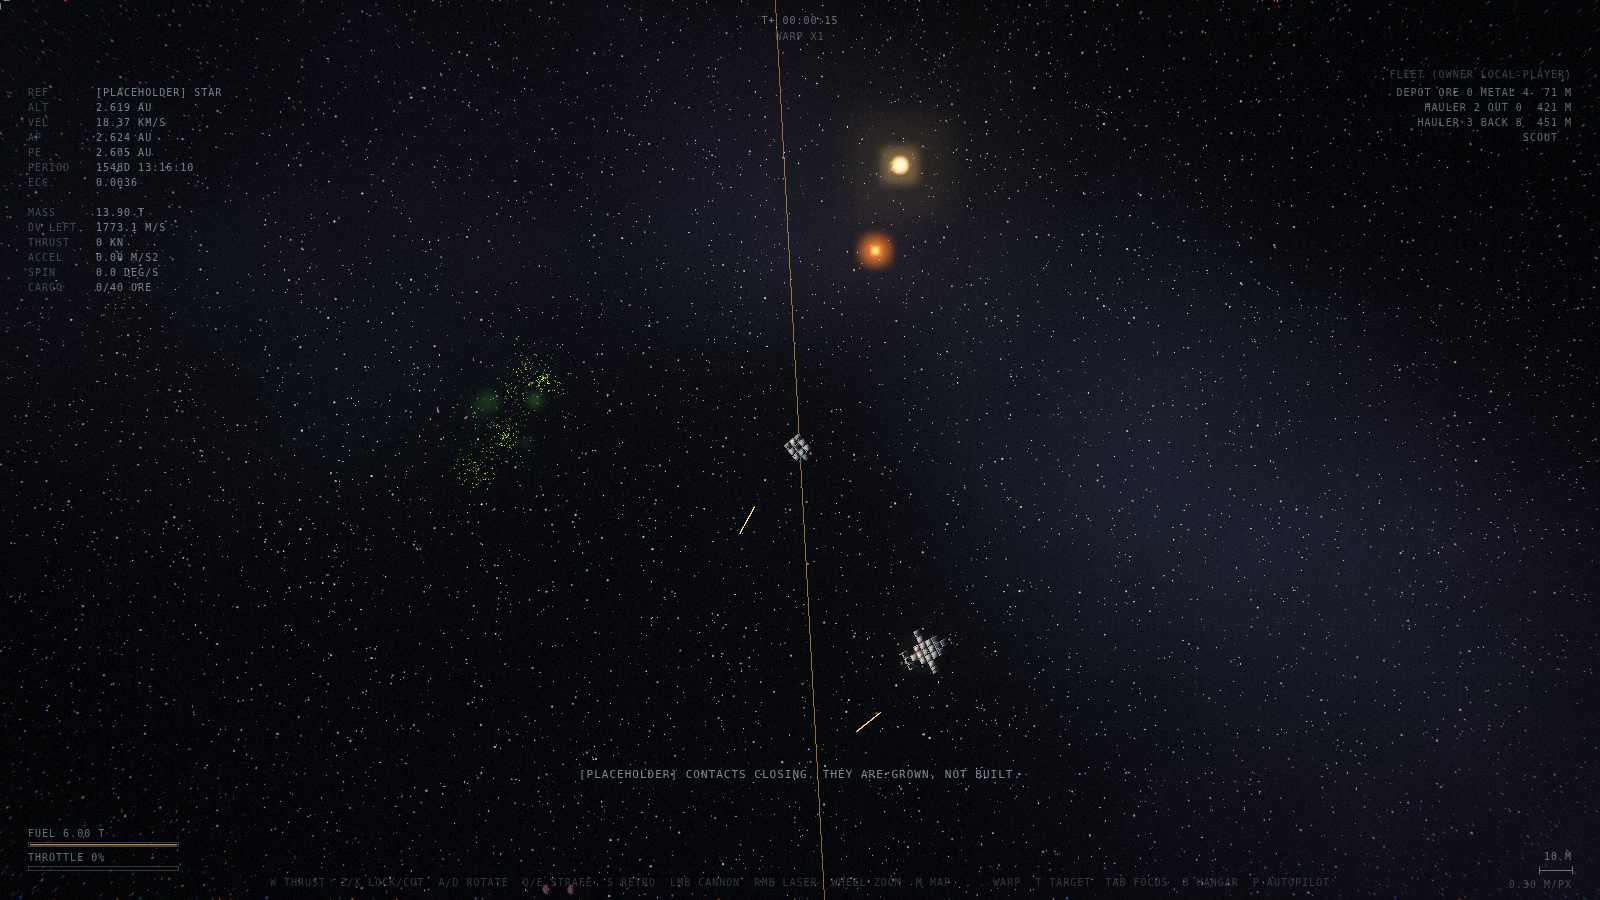 T+ 00:00:15
WARP X1
FLEET (OWNER LOCAL-PLAYER)
DEPOT ORE 0 METAL 4 71 M
HAULER 2 OUT 0 421 M
HAULER 3 BACK 8 451 M
SCOUT
REF [PLACEHOLDER] STAR
ALT 2.619 AU
VEL 18.37 KM/S
AP 2.624 AU
PE 2.605 AU
PERIOD 1548D 13:16:10
ECC 0.0036
MASS 13.90 T
DV LEFT 1773.1 M/S
THRUST 0 KN
ACCEL 0.00 M/S2
SPIN 0.0 DEG/S
CARGO 0/40 ORE
[PLACEHOLDER] CONTACTS CLOSING. THEY ARE GROWN, NOT BUILT.
FUEL 6.00 T
THROTTLE 0%
W THRUST Z/X LOCK/CUT A/D ROTATE Q/E STRAFE S RETRO LMB CANNON RMB LASER WHEEL ZOOM M MAP , . WARP T TARGET TAB FOCUS B HANGAR P AUTOPILOT
10 M
0.30 M/PX